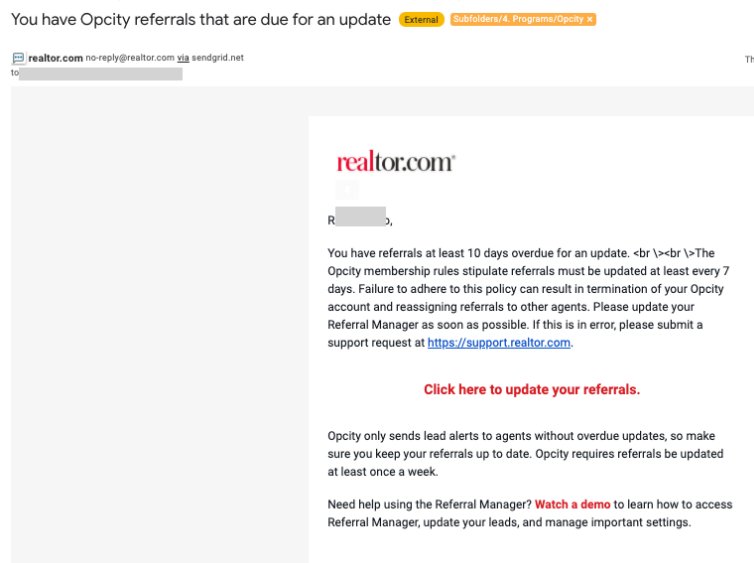 You have Opcity referrals that are due for an update External Subfolders/4. Programs/Opcity ×
realtor.com no-reply@realtor.com via sendgrid.net
Th
to
realtor.com®
R ,
You have referrals at least 10 days overdue for an update. <br \><br \>The
Opcity membership rules stipulate referrals must be updated at least every 7
days. Failure to adhere to this policy can result in termination of your Opcity
account and reassigning referrals to other agents. Please update your
Referral Manager as soon as possible. If this is in error, please submit a
support request at https://support.realtor.com.
Click here to update your referrals.
Opcity only sends lead alerts to agents without overdue updates, so make
sure you keep your referrals up to date. Opcity requires referrals be updated
at least once a week.
Need help using the Referral Manager? Watch a demo to learn how to access
Referral Manager, update your leads, and manage important settings.